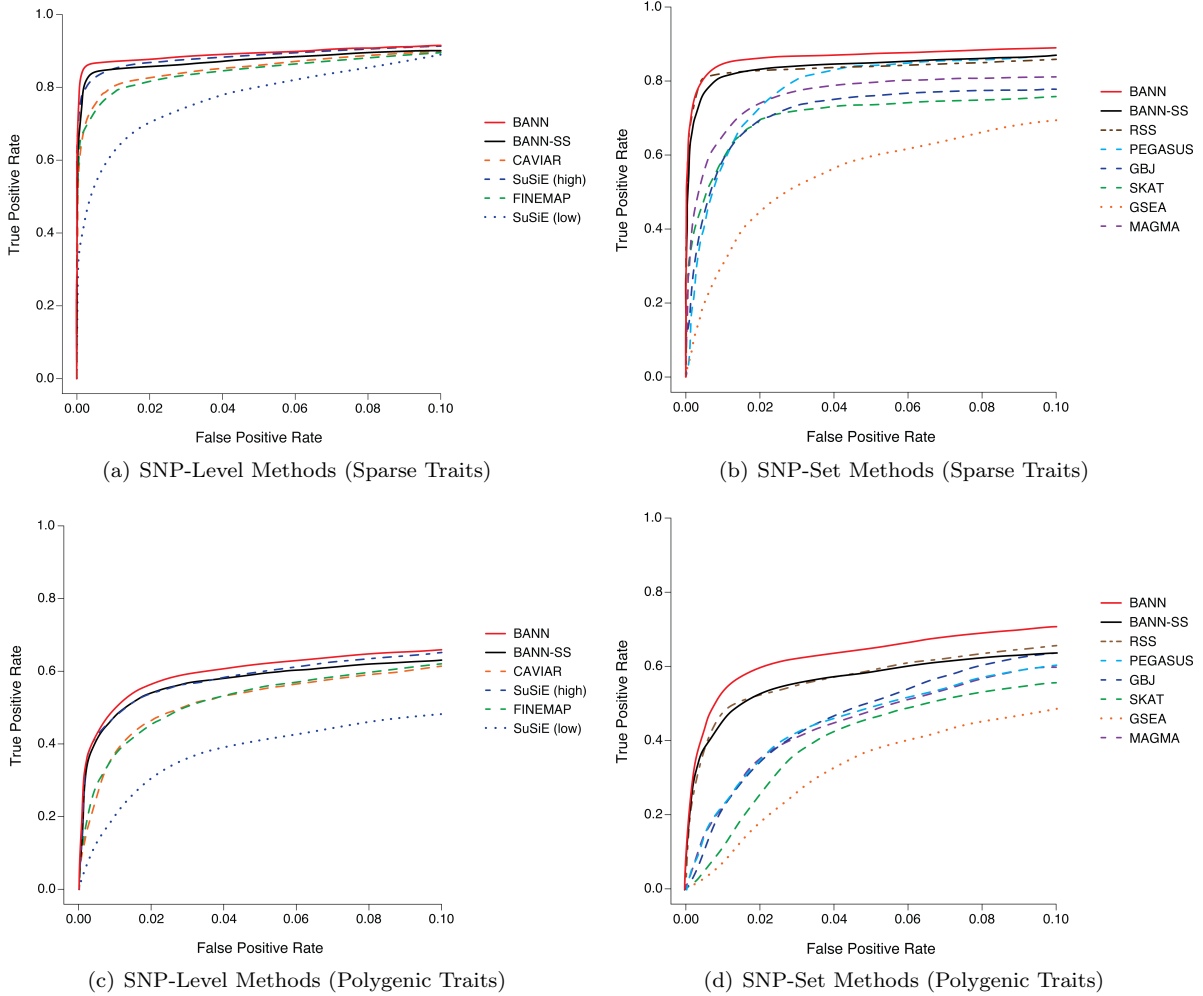 1.0
0.8
0.6
0.4
0.2
0.0
True Positive Rate
0.00 0.02 0.04 0.06 0.08 0.10
False Positive Rate
BANN
BANN-SS
CAVIAR
SuSiE (high)
FINEMAP
SuSiE (low)
(a) SNP-Level Methods (Sparse Traits)
1.0
0.8
0.6
0.4
0.2
0.0
True Positive Rate
0.00 0.02 0.04 0.06 0.08 0.10
False Positive Rate
BANN
BANN-SS
RSS
PEGASUS
GBJ
SKAT
GSEA
MAGMA
(b) SNP-Set Methods (Sparse Traits)
1.0
0.8
0.6
0.4
0.2
0.0
True Positive Rate
0.00 0.02 0.04 0.06 0.08 0.10
False Positive Rate
BANN
BANN-SS
CAVIAR
SuSiE (high)
FINEMAP
SuSiE (low)
(c) SNP-Level Methods (Polygenic Traits)
1.0
0.8
0.6
0.4
0.2
0.0
True Positive Rate
0.00 0.02 0.04 0.06 0.08 0.10
False Positive Rate
BANN
BANN-SS
RSS
PEGASUS
GBJ
SKAT
GSEA
MAGMA
(d) SNP-Set Methods (Polygenic Traits)